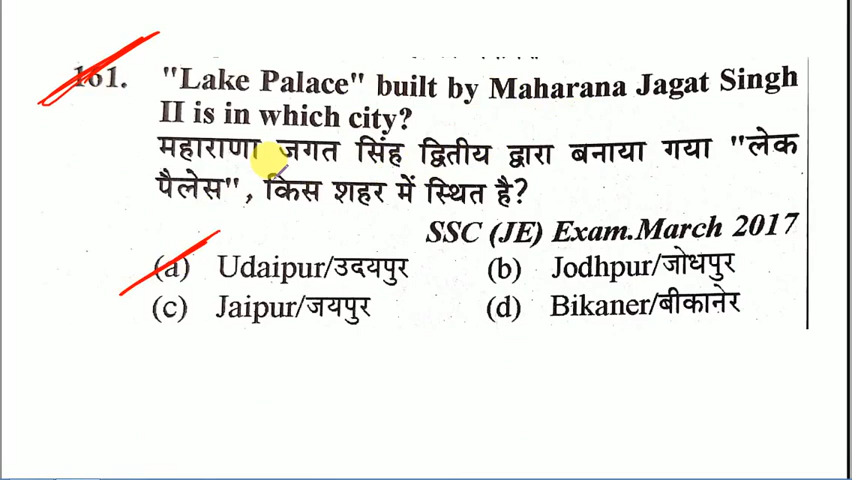 161. "Lake Palace" built by Maharana Jagat Singh
II is in which city?
महाराणा जगत सिंह द्वितीय द्वारा बनाया गया "लेक
पैलेस", किस शहर में स्थित है?
SSC (JE) Exam.March 2017
(a) Udaipur/उदयपुर (b) Jodhpur/जोधपुर
(c) Jaipur/जयपुर (d) Bikaner/बीकानेर